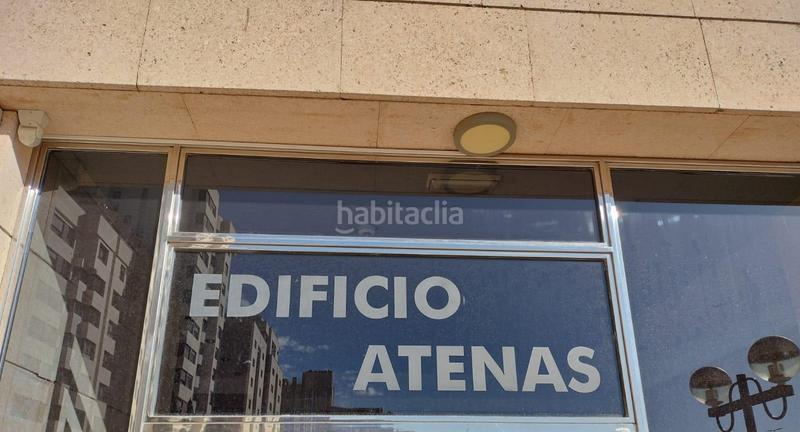 habitaclia
EDIFICIO
ATENAS